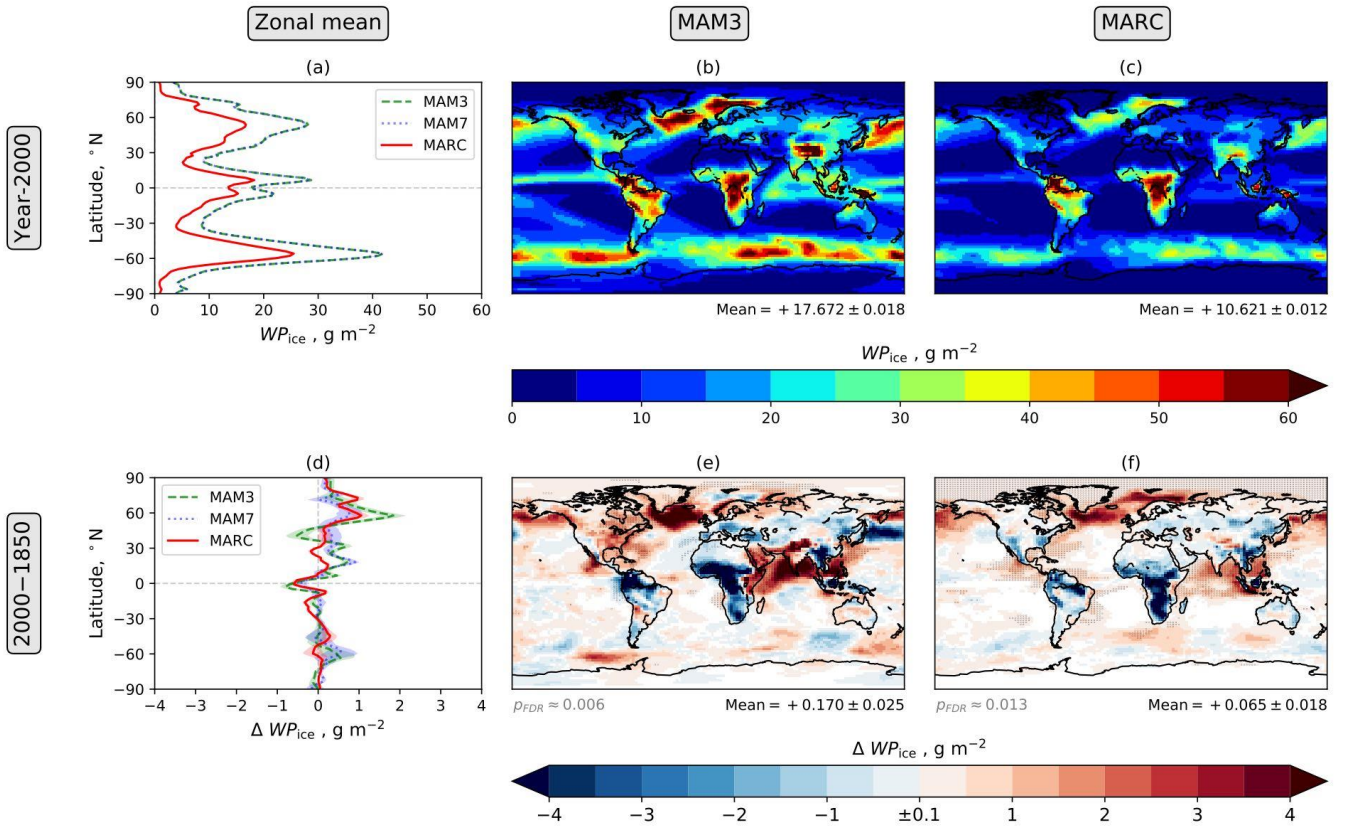 Zonal mean
MAM3
MARC
Year-2000
(a)
90
60
30
0
−30
−60
−90
Latitude, °N
MAM3
MAM7
MARC
0 10 20 30 40 50 60
WP_ice , g m⁻²
(b)
Mean = +17.672 ± 0.018
(c)
Mean = +10.621 ± 0.012
WP_ice , g m⁻²
0 10 20 30 40 50 60
2000−1850
(d)
90
60
30
0
−30
−60
−90
Latitude, °N
MAM3
MAM7
MARC
−4 −3 −2 −1 0 1 2 3 4
Δ WP_ice , g m⁻²
(e)
p_FDR ≈ 0.006
Mean = +0.170 ± 0.025
(f)
p_FDR ≈ 0.013
Mean = +0.065 ± 0.018
Δ WP_ice , g m⁻²
−4 −3 −2 −1 ±0.1 1 2 3 4